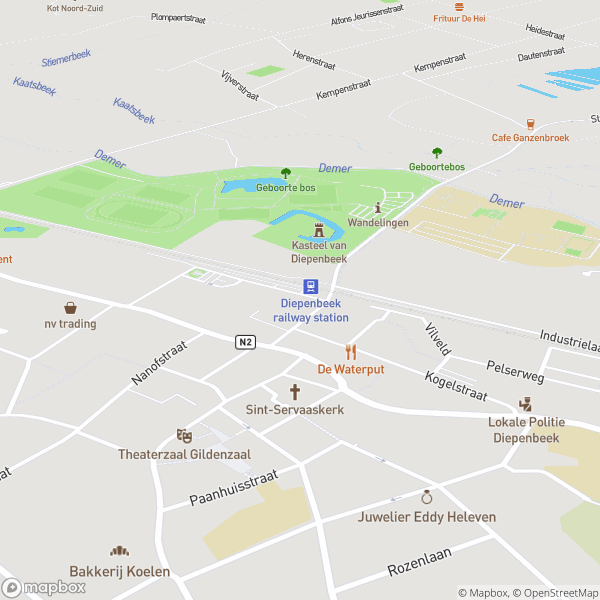 Kot Noord-Zuid
Plompaertstraat
Alfons Jeurissenstraat
Frituur De Hei
Heidestraat
Dautenstraat
Stiemerbeek
Herenstraat
Kempenstraat
Kaatsbeek
Vijverstraat
Kempenstraat
Kaatsbeek
St
Cafe Ganzenbroek
Demer
Demer
Geboortebos
Geboorte bos
Demer
Wandelingen
Kasteel van
Diepenbeek
ent
Diepenbeek
railway station
nv trading
Industrielaa
Vilveld
N2
Nanofstraat
De Waterput
Pelserweg
Kogelstraat
Sint-Servaaskerk
Lokale Politie
Diepenbeek
Theaterzaal Gildenzaal
aat
Paanhuisstraat
Juwelier Eddy Heleven
Bakkerij Koelen
Rozenlaan
mapbox
© Mapbox, © OpenStreetMap